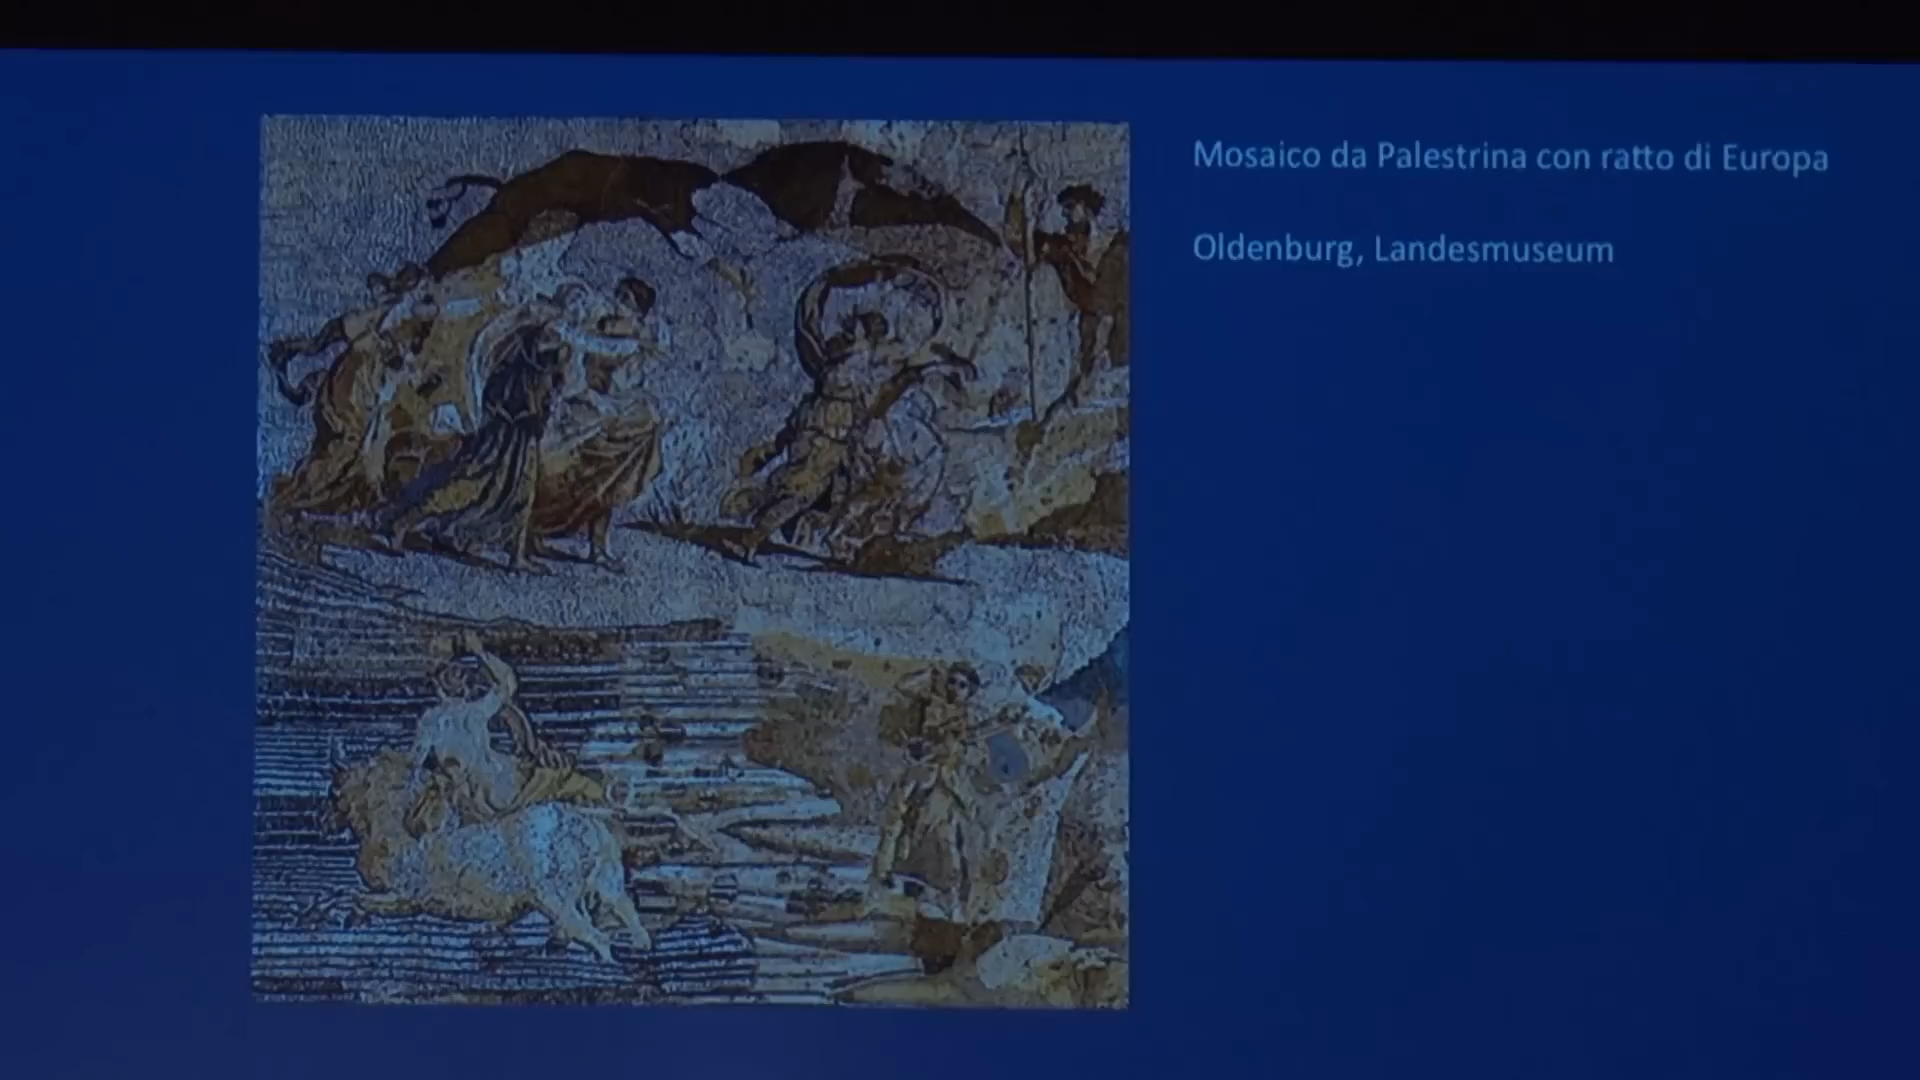 Mosaico da Palestrina con ratto di Europa
Oldenburg, Landesmuseum